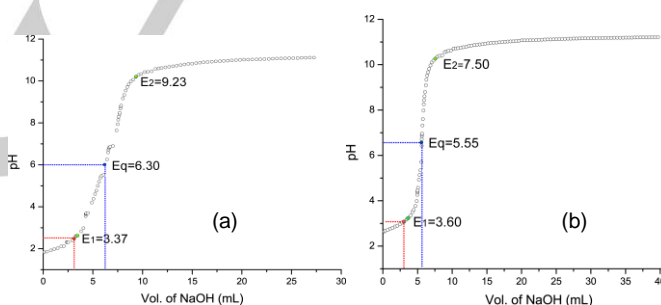 12
10
8
6
4
2
pH
E2=9.23
Eq=6.30
E1=3.37
(a)
0 5 10 15 20 25 30
Vol. of NaOH (mL)
b)
12
10
8
6
4
2
pH
E2=7.50
Eq=5.55
E1=3.60
(b)
0 5 10 15 20 25 30 35 40
Vol. of NaOH (mL)